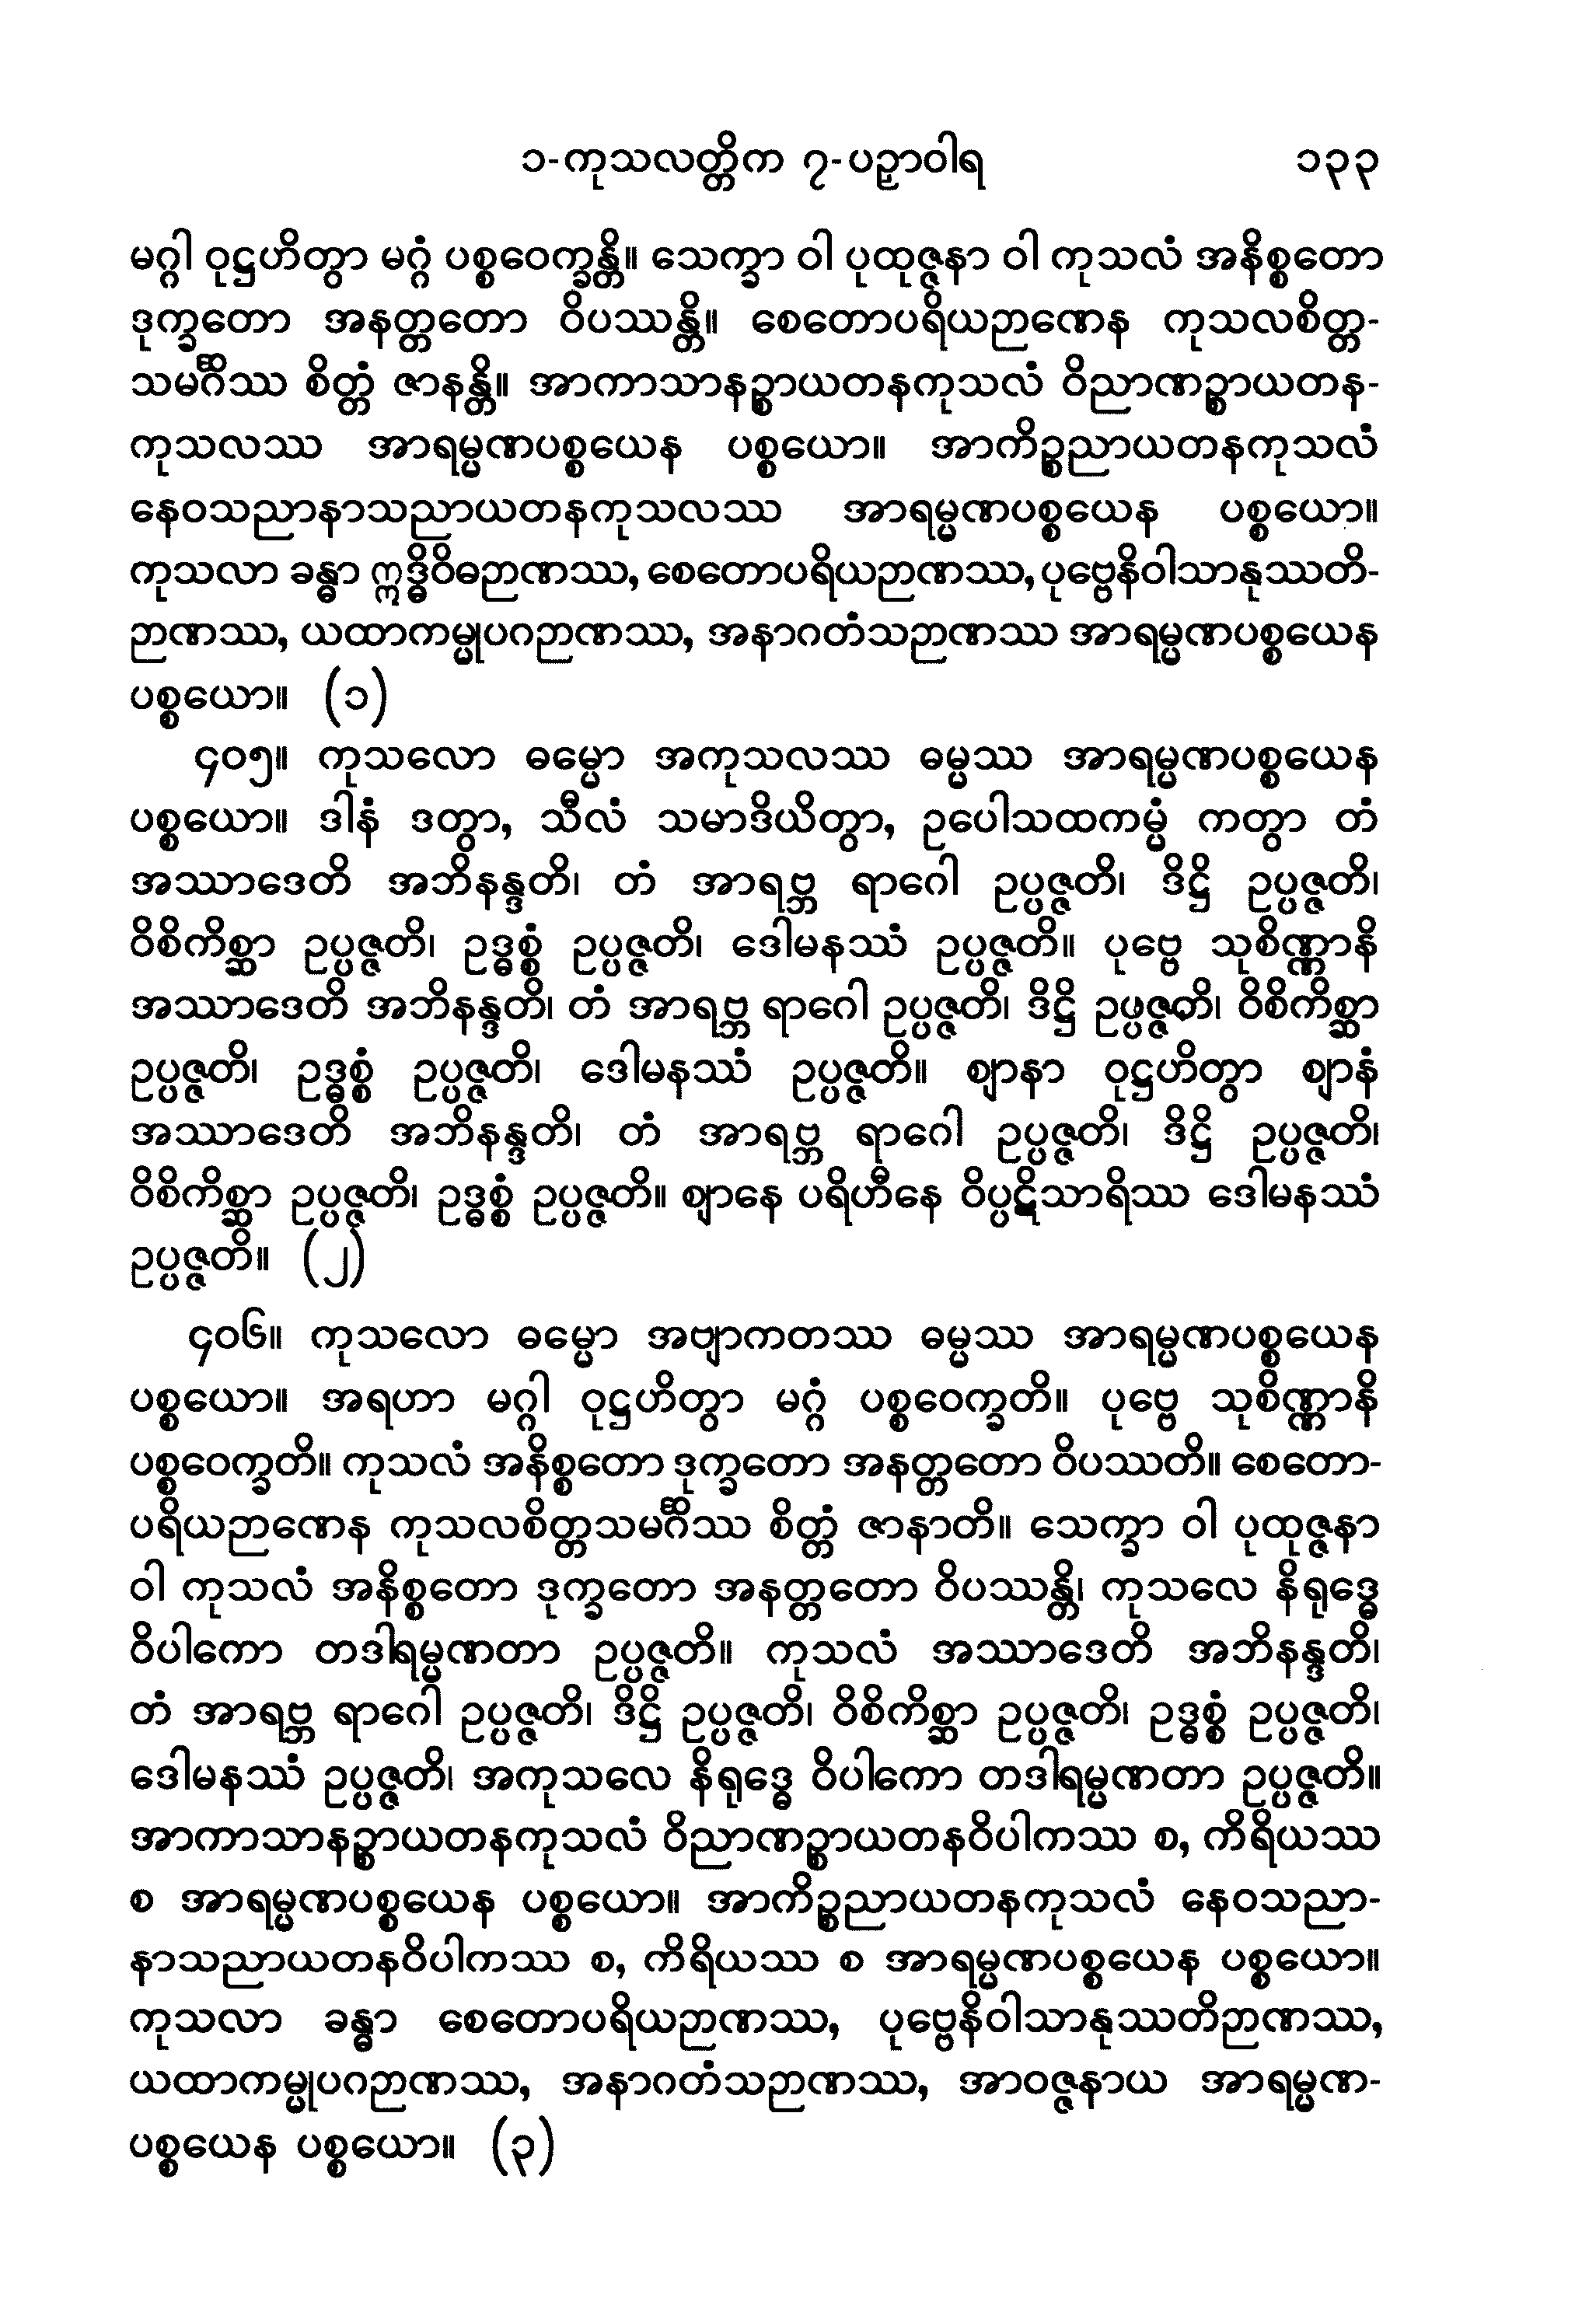 ၁-ကုသလတ္တိက ၇-ပဉှာဝါရ ၁၃၃
မဂ္ဂါ ဝုဋ္ဌဟိတွာ မဂ္ဂံ ပစ္စဝေက္ခန္တိ။ သေက္ခာ ဝါ ပုထုဇ္ဇနာ ဝါ ကုသလံ အနိစ္စတော
ဒုက္ခတော အနတ္တတော ဝိပဿန္တိ။ စေတောပရိယဉာဏေန ကုသလစိတ္တ-
သမင်္ဂိဿ စိတ္တံ ဇာနန္တိ။ အာကာသာနဉ္စာယတနကုသလံ ဝိညာဏဉ္စာယတန-
ကုသလဿ အာရမ္မဏပစ္စယေန ပစ္စယော။ အာကိဉ္စညာယတနကုသလံ
နေဝသညာနာသညာယတနကုသလဿ အာရမ္မဏပစ္စယေန ပစ္စယော။
ကုသလာ ခန္ဓာ ဣဒ္ဓိဝိဓဉာဏဿ, စေတောပရိယဉာဏဿ, ပုဗ္ဗေနိဝါသာနုဿတိ-
ဉာဏဿ, ယထာကမ္မုပဂဉာဏဿ, အနာဂတံသဉာဏဿ အာရမ္မဏပစ္စယေန
ပစ္စယော။ (၁)
၄၀၅။ ကုသလော ဓမ္မော အကုသလဿ ဓမ္မဿ အာရမ္မဏပစ္စယေန
ပစ္စယော။ ဒါနံ ဒတွာ, သီလံ သမာဒိယိတွာ, ဥပေါသထကမ္မံ ကတွာ တံ
အဿာဒေတိ အဘိနန္ဒတိ၊ တံ အာရဗ္ဘ ရာဂေါ ဥပ္ပဇ္ဇတိ၊ ဒိဋ္ဌိ ဥပ္ပဇ္ဇတိ၊
ဝိစိကိစ္ဆာ ဥပ္ပဇ္ဇတိ၊ ဥဒ္ဓစ္စံ ဥပ္ပဇ္ဇတိ၊ ဒေါမနဿံ ဥပ္ပဇ္ဇတိ။ ပုဗ္ဗေ သုစိဏ္ဏာနိ
အဿာဒေတိ အဘိနန္ဒတိ၊ တံ အာရဗ္ဘ ရာဂေါ ဥပ္ပဇ္ဇတိ၊ ဒိဋ္ဌိ ဥပ္ပဇ္ဇတိ၊ ဝိစိကိစ္ဆာ
ဥပ္ပဇ္ဇတိ၊ ဥဒ္ဓစ္စံ ဥပ္ပဇ္ဇတိ၊ ဒေါမနဿံ ဥပ္ပဇ္ဇတိ။ ဈာနာ ဝုဋ္ဌဟိတွာ ဈာနံ
အဿာဒေတိ အဘိနန္ဒတိ၊ တံ အာရဗ္ဘ ရာဂေါ ဥပ္ပဇ္ဇတိ၊ ဒိဋ္ဌိ ဥပ္ပဇ္ဇတိ၊
ဝိစိကိစ္ဆာ ဥပ္ပဇ္ဇတိ၊ ဥဒ္ဓစ္စံ ဥပ္ပဇ္ဇတိ။ ဈာနေ ပရိဟီနေ ဝိပ္ပဋိသာရိဿ ဒေါမနဿံ
ဥပ္ပဇ္ဇတိ။ (၂)
၄၀၆။ ကုသလော ဓမ္မော အဗျာကတဿ ဓမ္မဿ အာရမ္မဏပစ္စယေန
ပစ္စယော။ အရဟာ မဂ္ဂါ ဝုဋ္ဌဟိတွာ မဂ္ဂံ ပစ္စဝေက္ခတိ။ ပုဗ္ဗေ သုစိဏ္ဏာနိ
ပစ္စဝေက္ခတိ။ ကုသလံ အနိစ္စတော ဒုက္ခတော အနတ္တတော ဝိပဿတိ။ စေတော-
ပရိယဉာဏေန ကုသလစိတ္တသမင်္ဂိဿ စိတ္တံ ဇာနာတိ။ သေက္ခာ ဝါ ပုထုဇ္ဇနာ
ဝါ ကုသလံ အနိစ္စတော ဒုက္ခတော အနတ္တတော ဝိပဿန္တိ၊ ကုသလေ နိရုဒ္ဓေ
ဝိပါကော တဒါရမ္မဏတာ ဥပ္ပဇ္ဇတိ။ ကုသလံ အဿာဒေတိ အဘိနန္ဒတိ၊
တံ အာရဗ္ဘ ရာဂေါ ဥပ္ပဇ္ဇတိ၊ ဒိဋ္ဌိ ဥပ္ပဇ္ဇတိ၊ ဝိစိကိစ္ဆာ ဥပ္ပဇ္ဇတိ၊ ဥဒ္ဓစ္စံ ဥပ္ပဇ္ဇတိ၊
ဒေါမနဿံ ဥပ္ပဇ္ဇတိ၊ အကုသလေ နိရုဒ္ဓေ ဝိပါကော တဒါရမ္မဏတာ ဥပ္ပဇ္ဇတိ။
အာကာသာနဉ္စာယတနကုသလံ ဝိညာဏဉ္စာယတနဝိပါကဿ စ, ကိရိယဿ
စ အာရမ္မဏပစ္စယေန ပစ္စယော။ အာကိဉ္စညာယတနကုသလံ နေဝသညာ-
နာသညာယတနဝိပါကဿ စ, ကိရိယဿ စ အာရမ္မဏပစ္စယေန ပစ္စယော။
ကုသလာ ခန္ဓာ စေတောပရိယဉာဏဿ, ပုဗ္ဗေနိဝါသာနုဿတိဉာဏဿ,
ယထာကမ္မုပဂဉာဏဿ, အနာဂတံသဉာဏဿ, အာဝဇ္ဇနာယ အာရမ္မဏ-
ပစ္စယေန ပစ္စယော။ (၃)